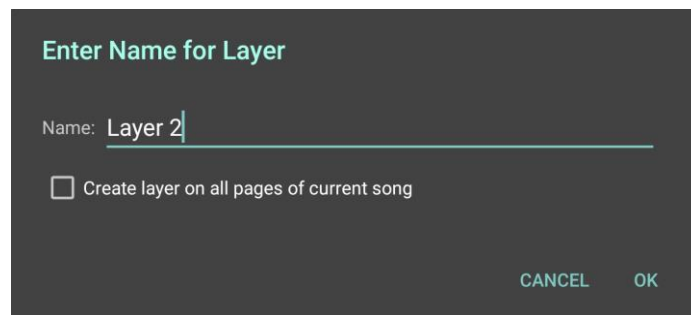 Enter Name for Layer
Name: Layer 2
Create layer on all pages of current song
CANCEL OK